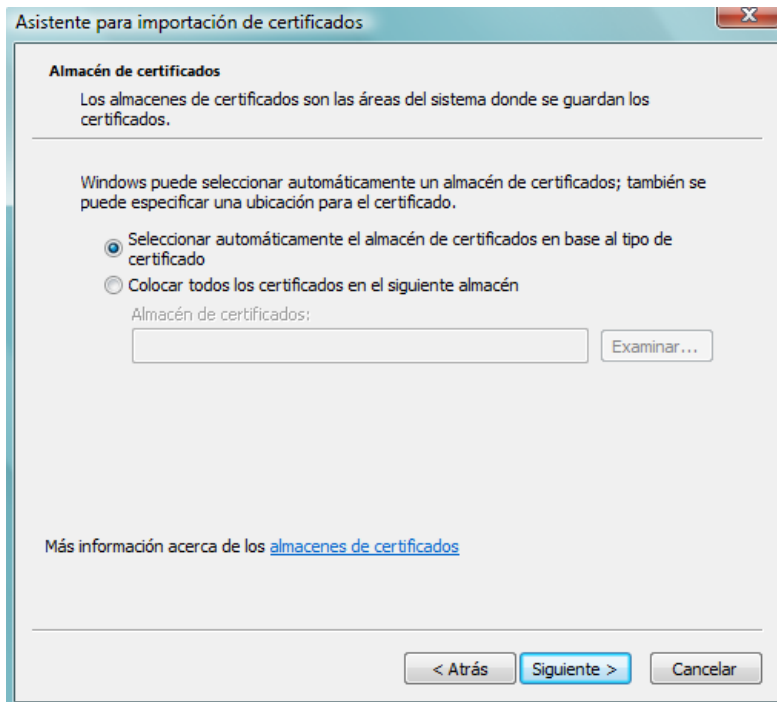 Asistente para importación de certificados
Almacén de certificados
Los almacenes de certificados son las áreas del sistema donde se guardan los
certificados.
Windows puede seleccionar automáticamente un almacén de certificados; también se
puede especificar una ubicación para el certificado.
Seleccionar automáticamente el almacén de certificados en base al tipo de
certificado
Colocar todos los certificados en el siguiente almacén
Almacén de certificados:
Examinar...
Más información acerca de los almacenes de certificados
< Atrás Siguiente > Cancelar